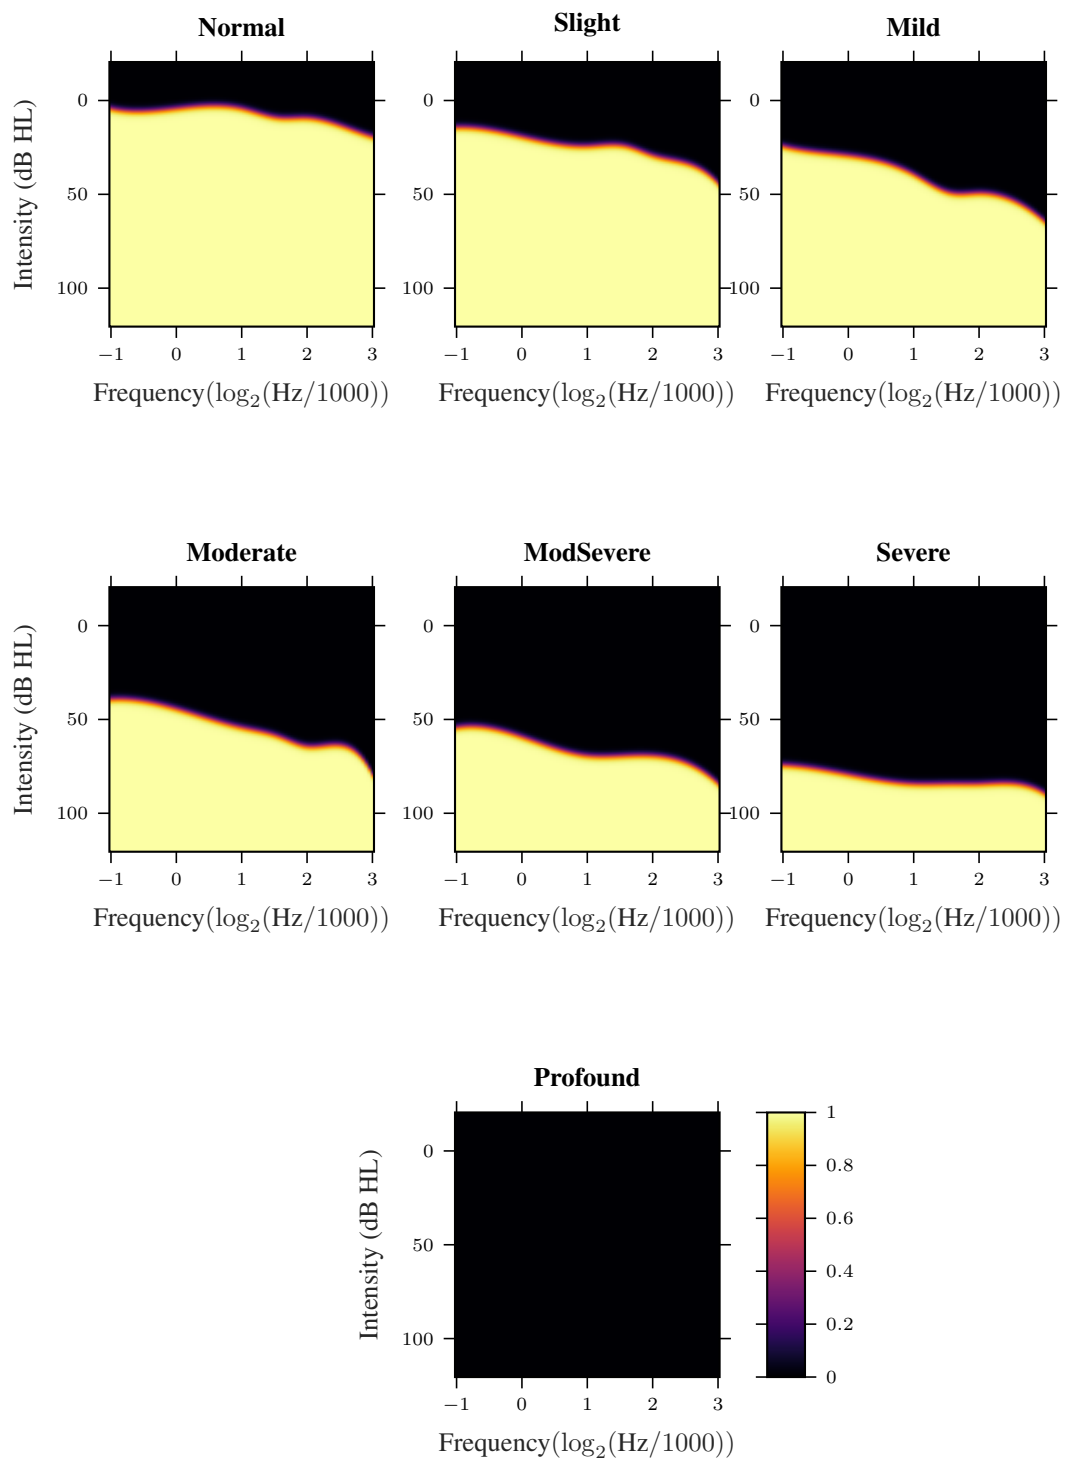 Normal
Slight
Mild
Intensity (dB HL)
0
50
100
0
50
100
0
50
100
−1 0 1 2 3
−1 0 1 2 3
−1 0 1 2 3
Frequency(log₂(Hz/1000))
Frequency(log₂(Hz/1000))
Frequency(log₂(Hz/1000))
Moderate
ModSevere
Severe
Intensity (dB HL)
0
50
100
0
50
100
0
50
100
−1 0 1 2 3
−1 0 1 2 3
−1 0 1 2 3
Frequency(log₂(Hz/1000))
Frequency(log₂(Hz/1000))
Frequency(log₂(Hz/1000))
Profound
Intensity (dB HL)
0
50
100
−1 0 1 2 3
Frequency(log₂(Hz/1000))
1
0.8
0.6
0.4
0.2
0